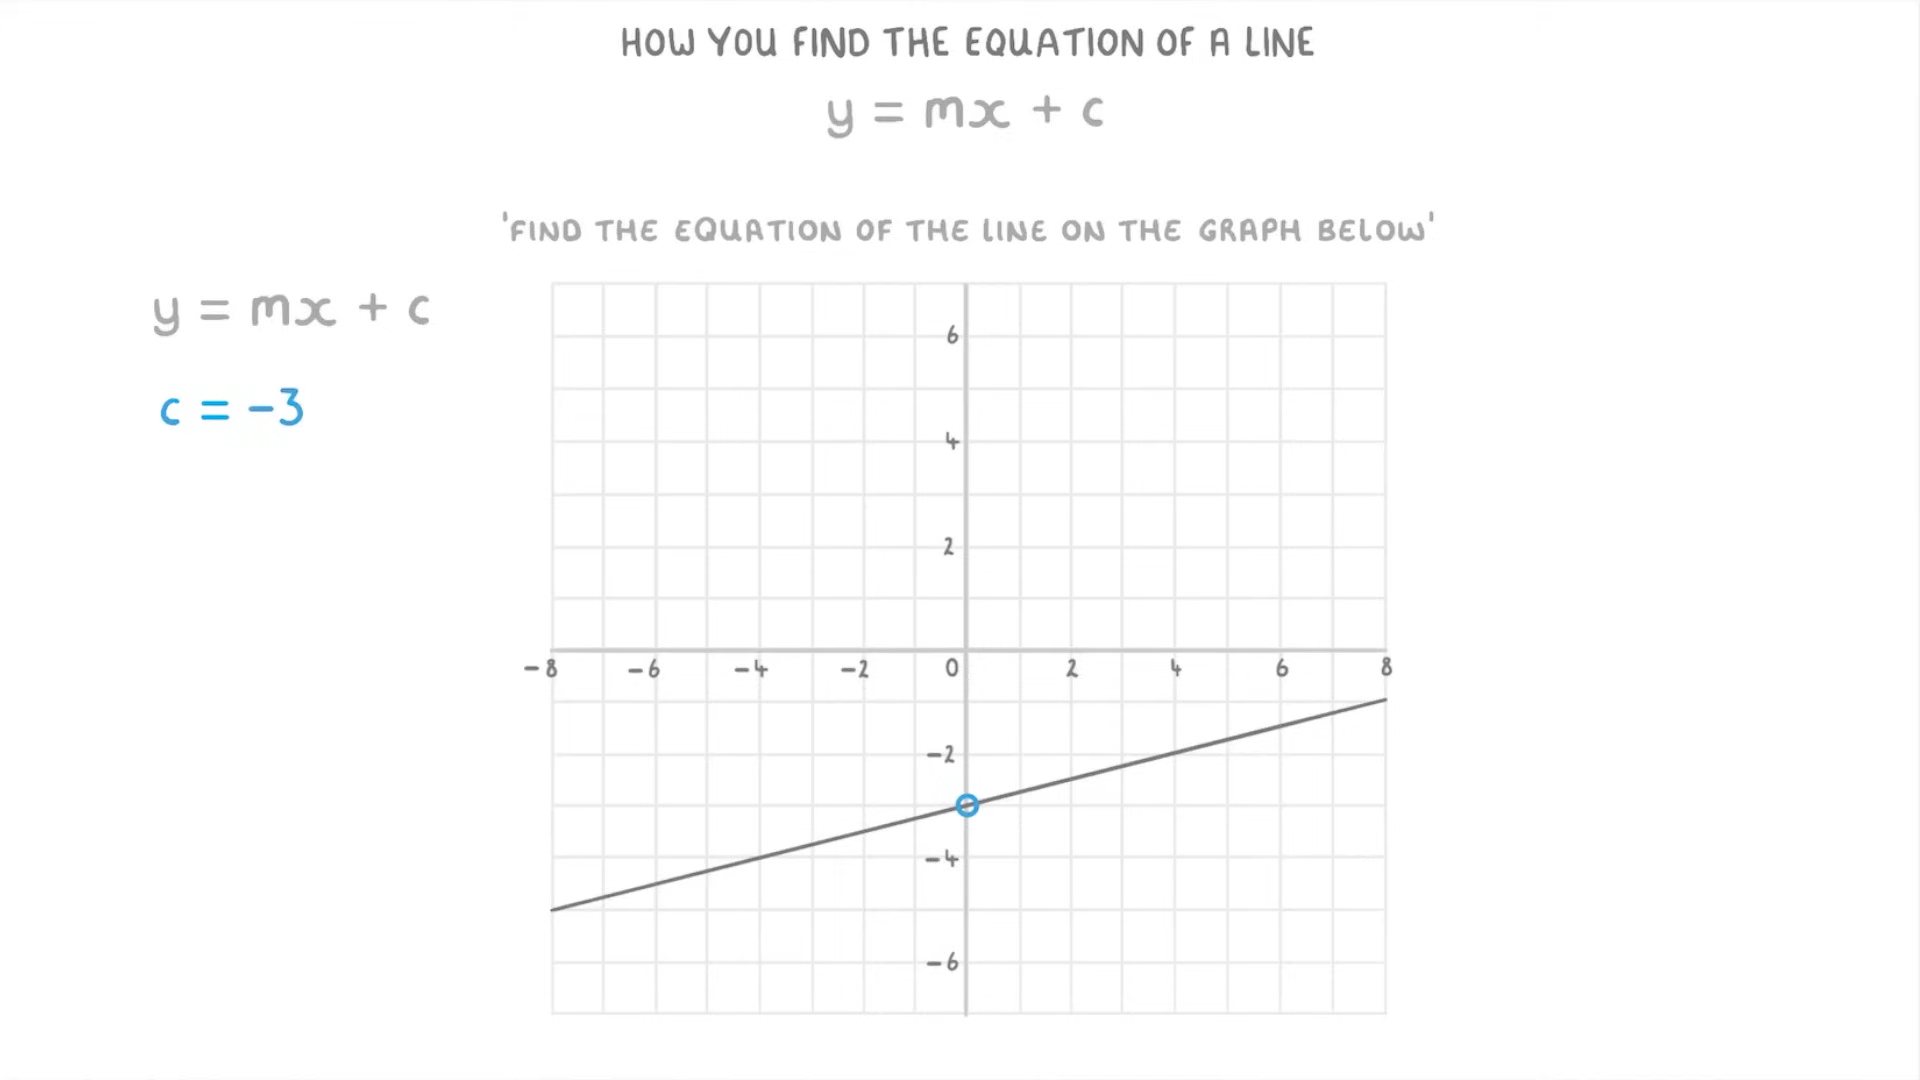 HOW YOU FIND THE EQUATION OF A LINE
y = mx + c
'FIND THE EQUATION OF THE LINE ON THE GRAPH BELOW'
y = mx + c
c = -3
6
4
2
-8 -6 -4 -2 0 2 4 6 8
-2
-4
-6